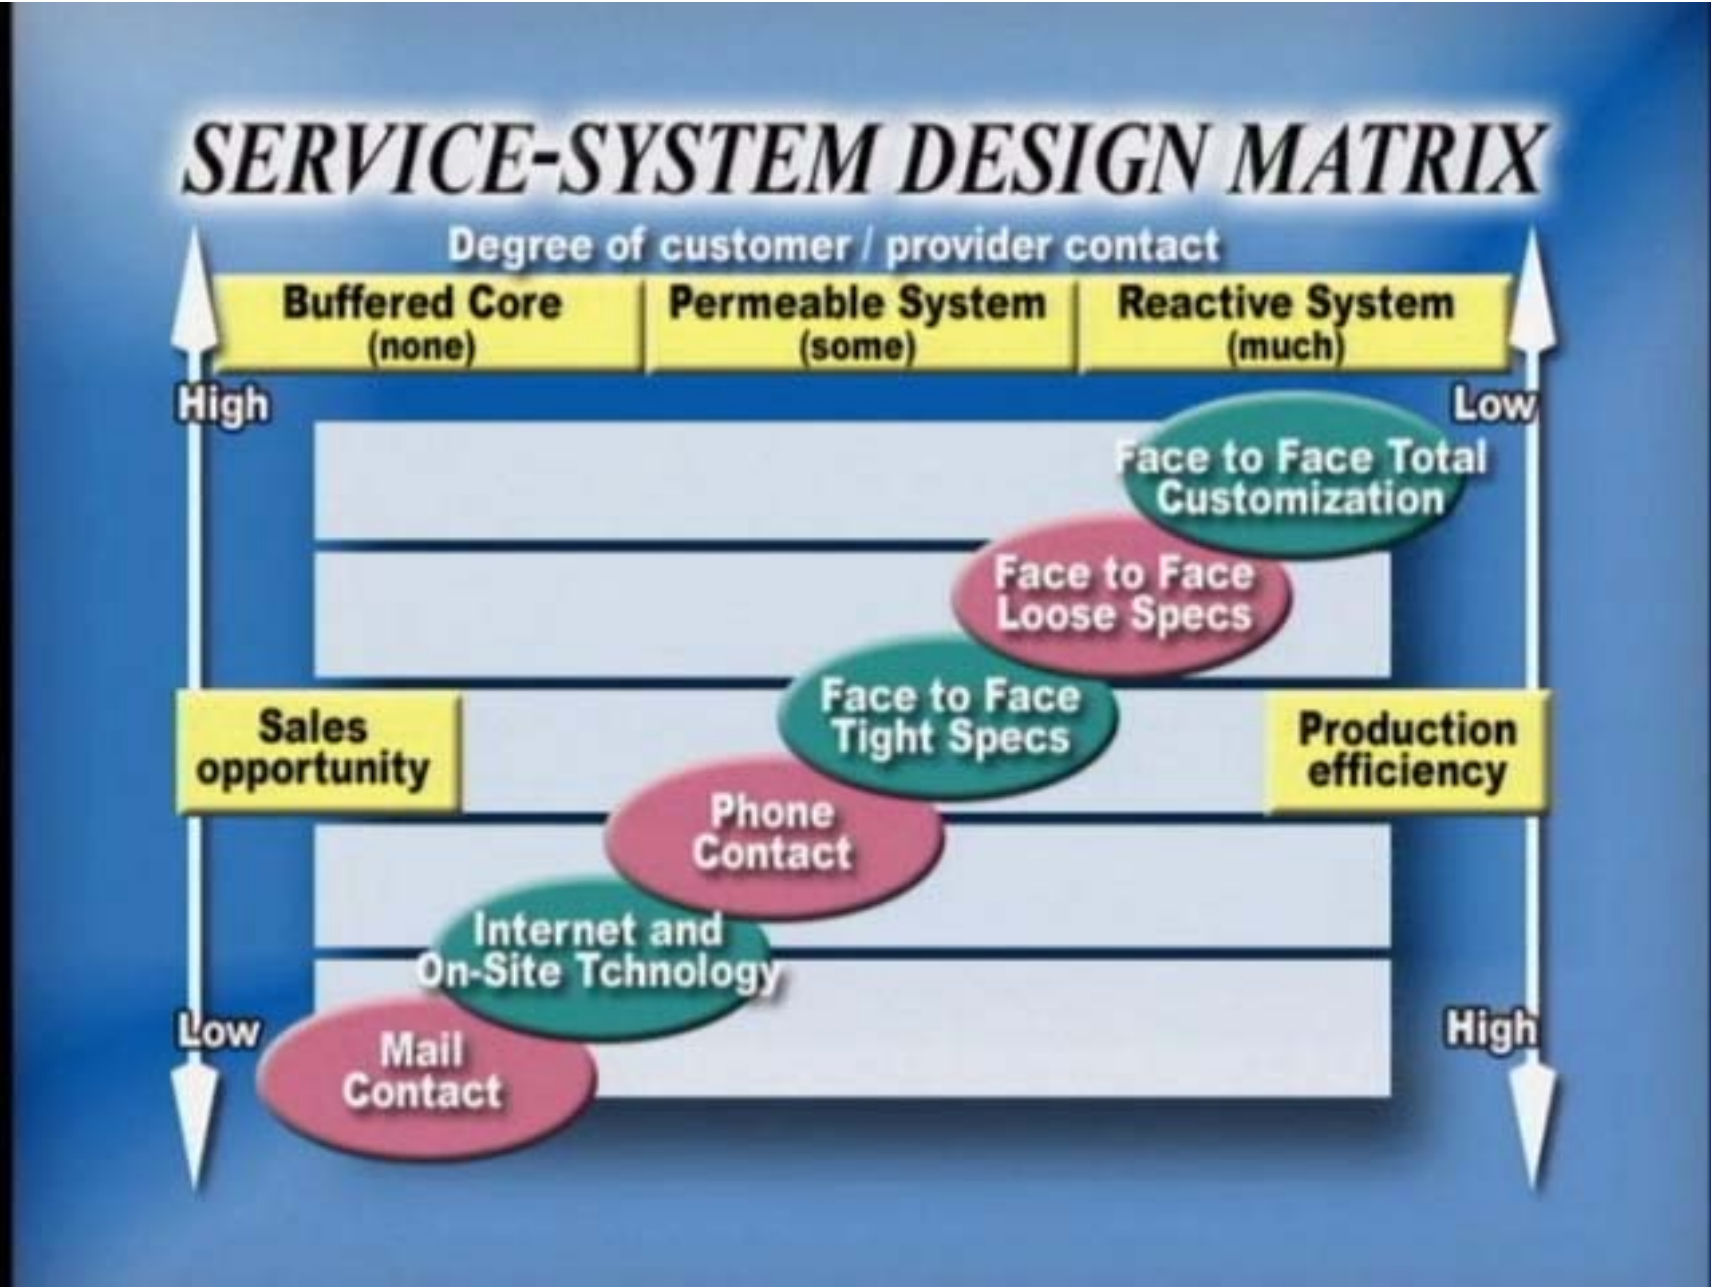 SERVICE-SYSTEM DESIGN MATRIX
Degree of customer / provider contact
Buffered Core
(none)
Permeable System
(some)
Reactive System
(much)
High
Low
Face to Face Total
Customization
Face to Face
Loose Specs
Face to Face
Tight Specs
Sales
opportunity
Production
efficiency
Phone
Contact
Internet and
On-Site Tchnology
Low
High
Mail
Contact